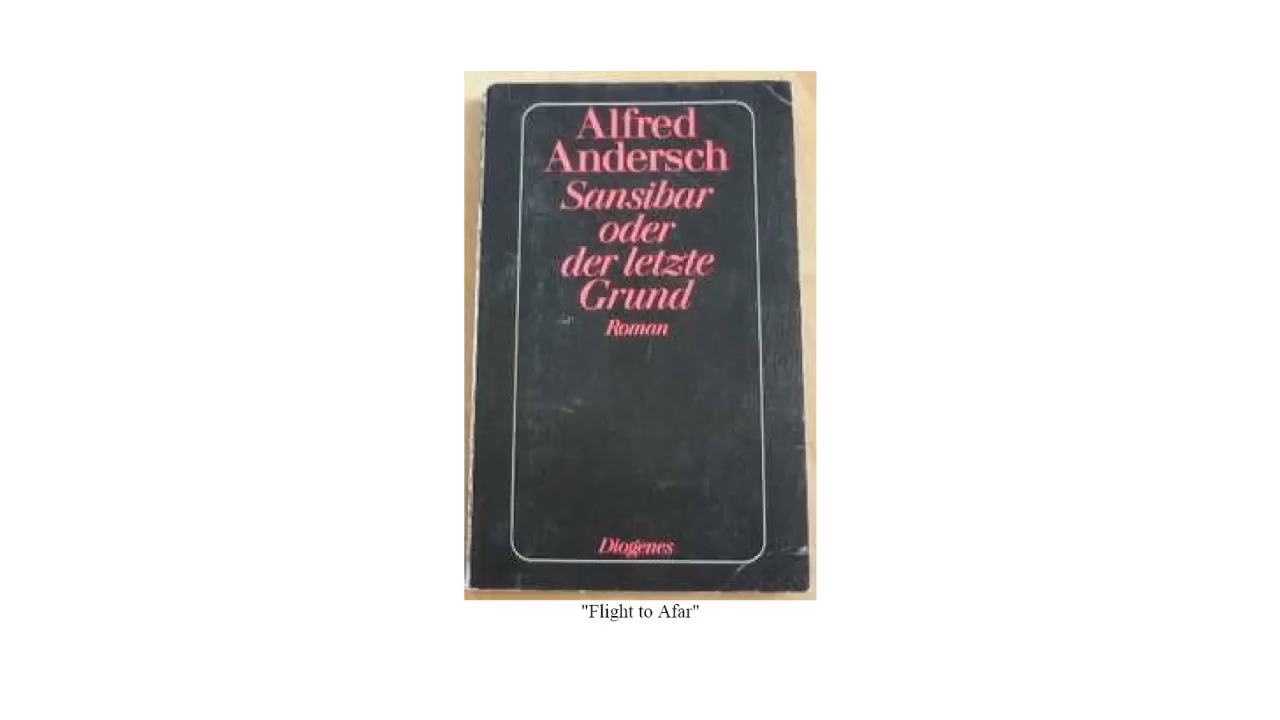 Alfred
Andersch
Sansibar
oder
der letzte
Grund
Roman
Diogenes
"Flight to Afar"